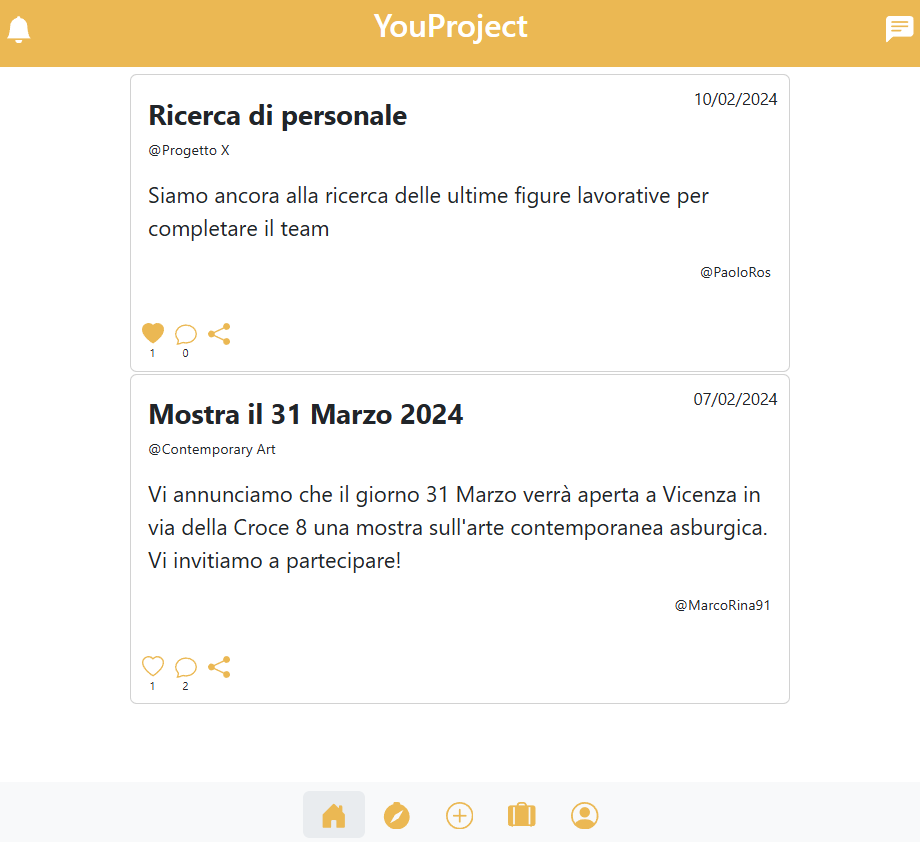 YouProject
10/02/2024
Ricerca di personale
@Progetto X
Siamo ancora alla ricerca delle ultime figure lavorative per
completare il team
@PaoloRos
1 0
07/02/2024
Mostra il 31 Marzo 2024
@Contemporary Art
Vi annunciamo che il giorno 31 Marzo verrà aperta a Vicenza in
via della Croce 8 una mostra sull'arte contemporanea asburgica.
Vi invitiamo a partecipare!
@MarcoRina91
1 2